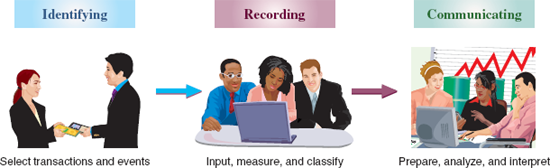 Identifying
Recording
Communicating
Select transactions and events
Input, measure, and classify
Prepare, analyze, and interpret